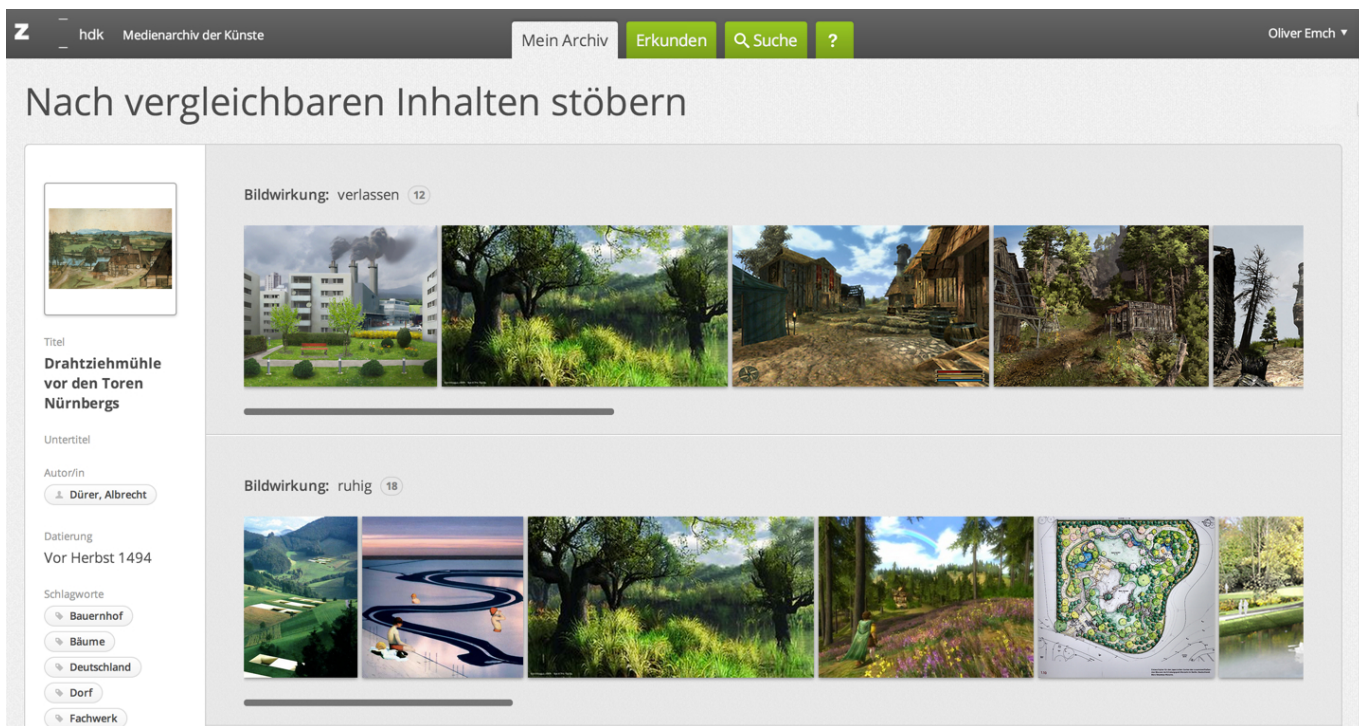 Z hdk Medienarchiv der Künste
Mein Archiv
Erkunden
Suche
?
Oliver Emch
Nach vergleichbaren Inhalten stöbern
Titel
Drahtziehmühle
vor den Toren
Nürnbergs
Untertitel
Autor/in
Dürer, Albrecht
Datierung
Vor Herbst 1494
Schlagworte
Bauernhof
Bäume
Deutschland
Dorf
Fachwerk
Bildwirkung: verlassen 12
Bildwirkung: ruhig 18